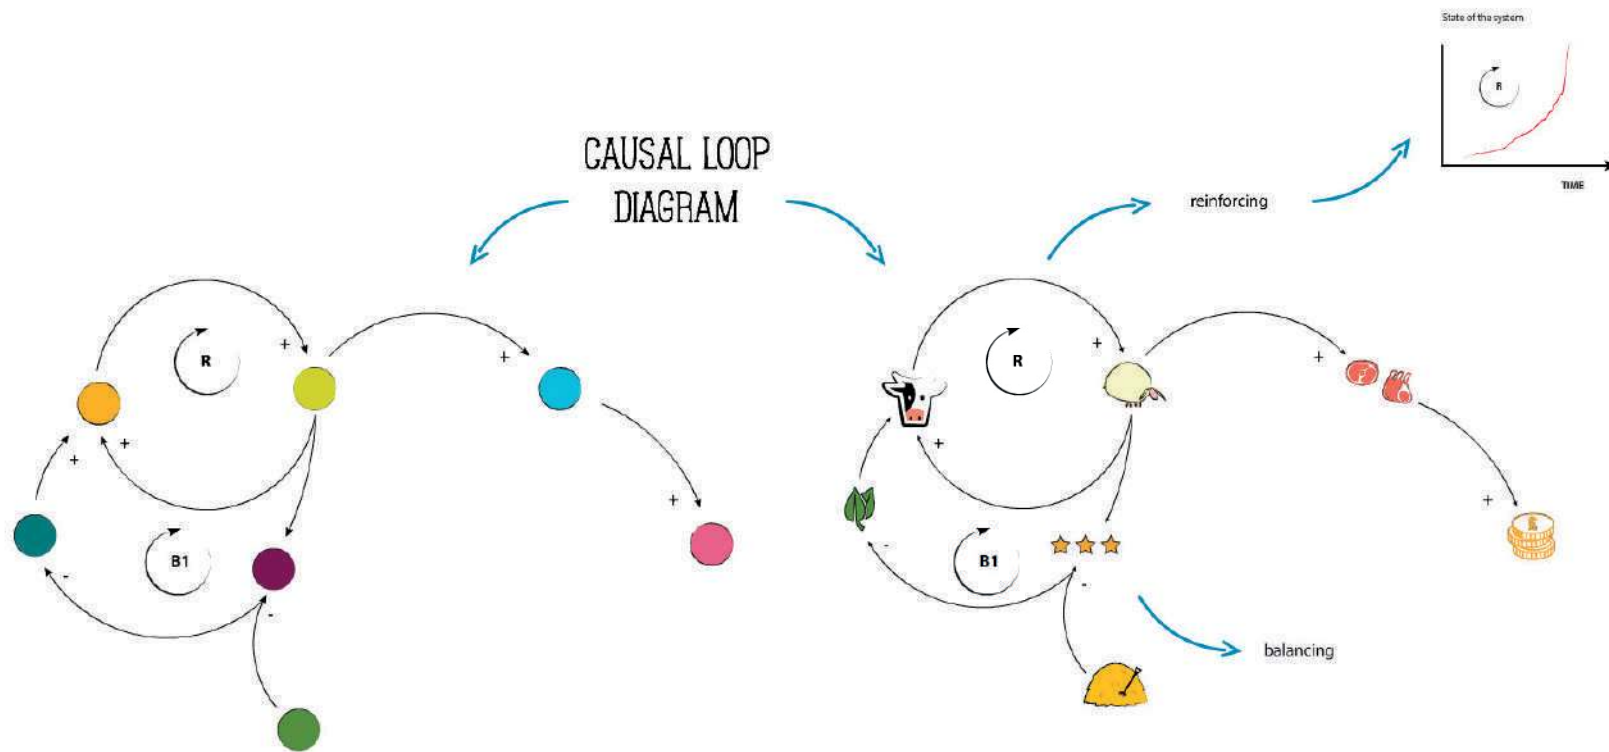 State of the system
R
TIME
CAUSAL LOOP
DIAGRAM
reinforcing
R
+
+
+
+
+
+
B1
-
-
R
+
+
+
+
B1
-
-
balancing